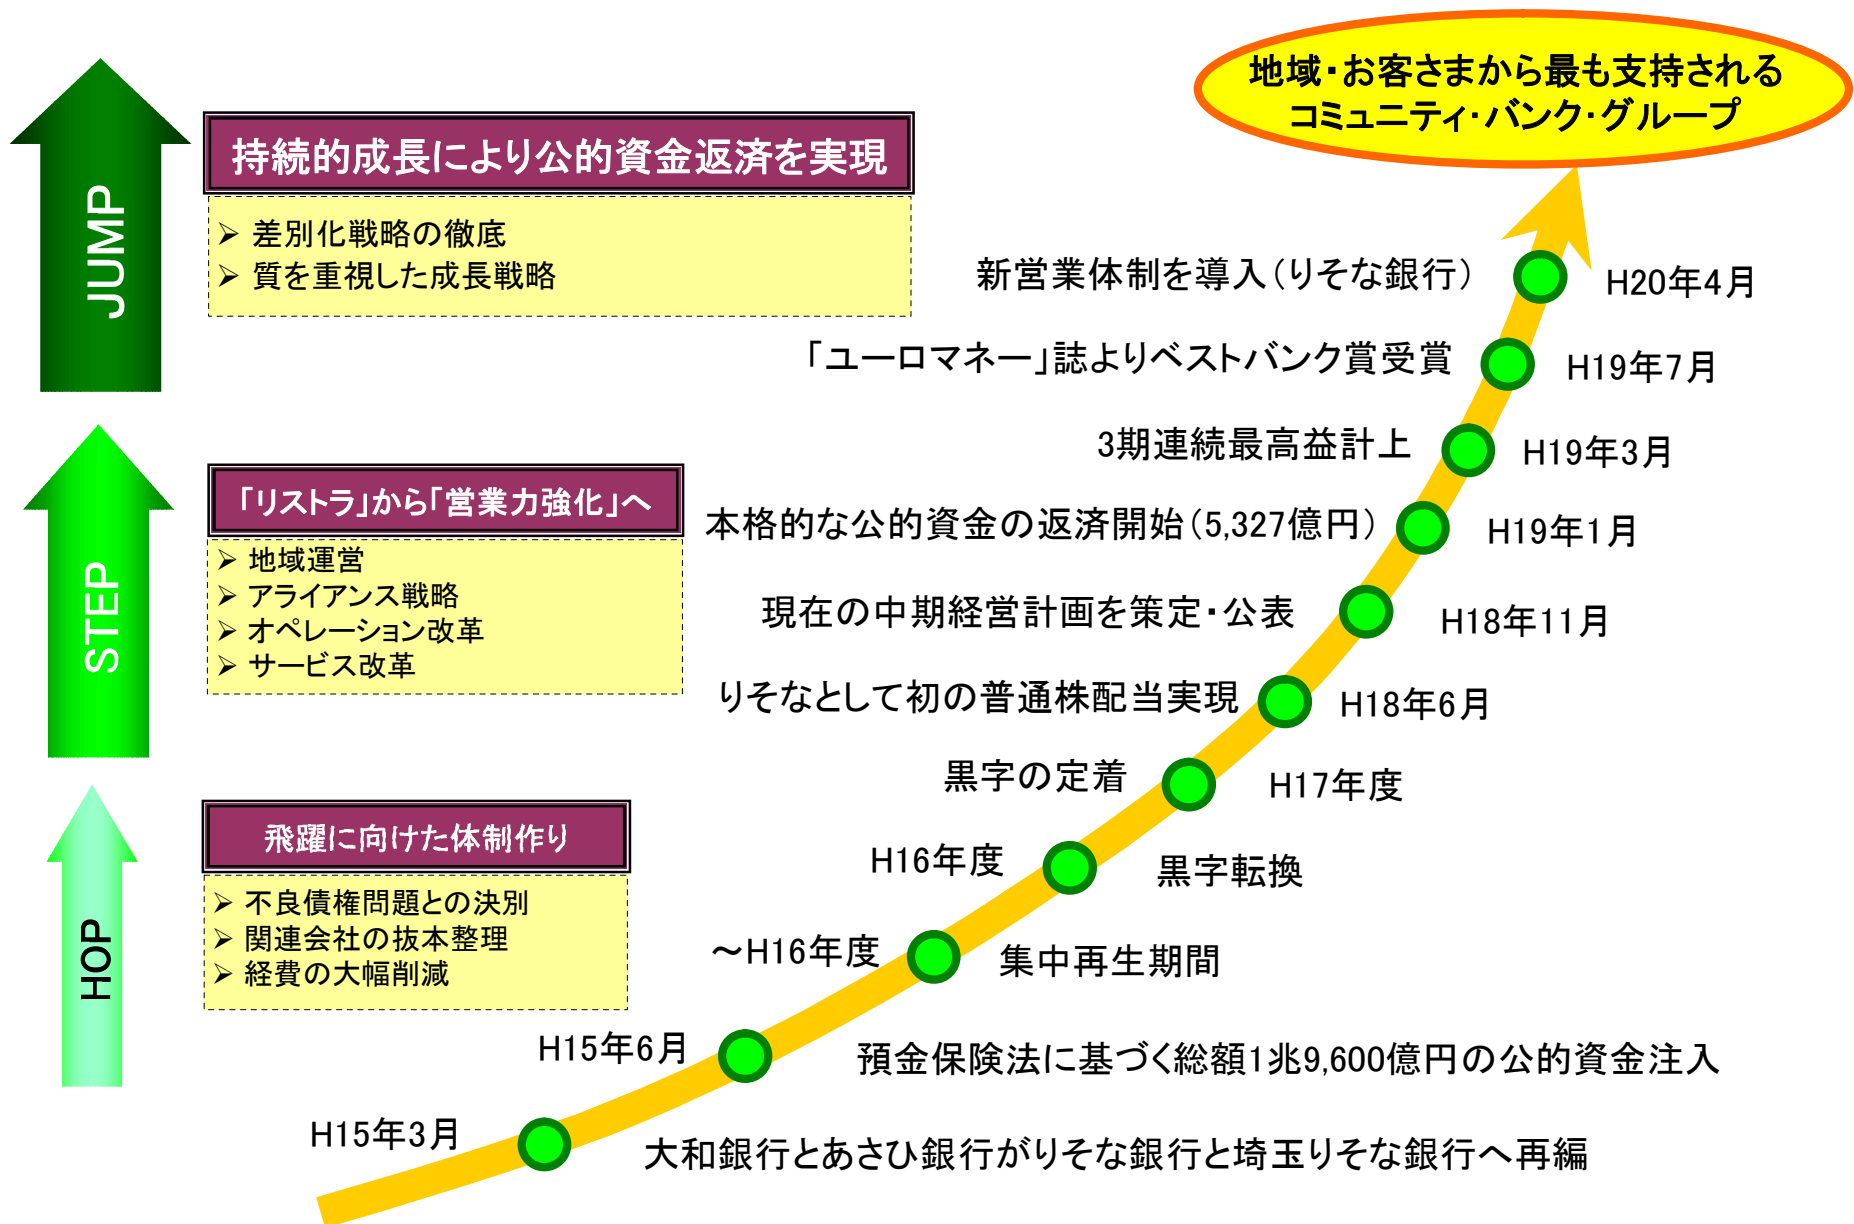 地域・お客さまから最も支持される
コミュニティ・バンク・グループ
JUMP
持続的成長により公的資金返済を実現
➢ 差別化戦略の徹底
➢ 質を重視した成長戦略
STEP
「リストラ」から「営業力強化」へ
➢ 地域運営
➢ アライアンス戦略
➢ オペレーション改革
➢ サービス改革
HOP
飛躍に向けた体制作り
➢ 不良債権問題との決別
➢ 関連会社の抜本整理
➢ 経費の大幅削減
新営業体制を導入（りそな銀行） H20年4月
「ユーロマネー」誌よりベストバンク賞受賞 H19年7月
3期連続最高益計上 H19年3月
本格的な公的資金の返済開始（5,327億円） H19年1月
現在の中期経営計画を策定・公表 H18年11月
りそなとして初の普通株配当実現 H18年6月
黒字の定着 H17年度
H16年度 黒字転換
～H16年度 集中再生期間
H15年6月 預金保険法に基づく総額1兆9,600億円の公的資金注入
H15年3月 大和銀行とあさひ銀行がりそな銀行と埼玉りそな銀行へ再編